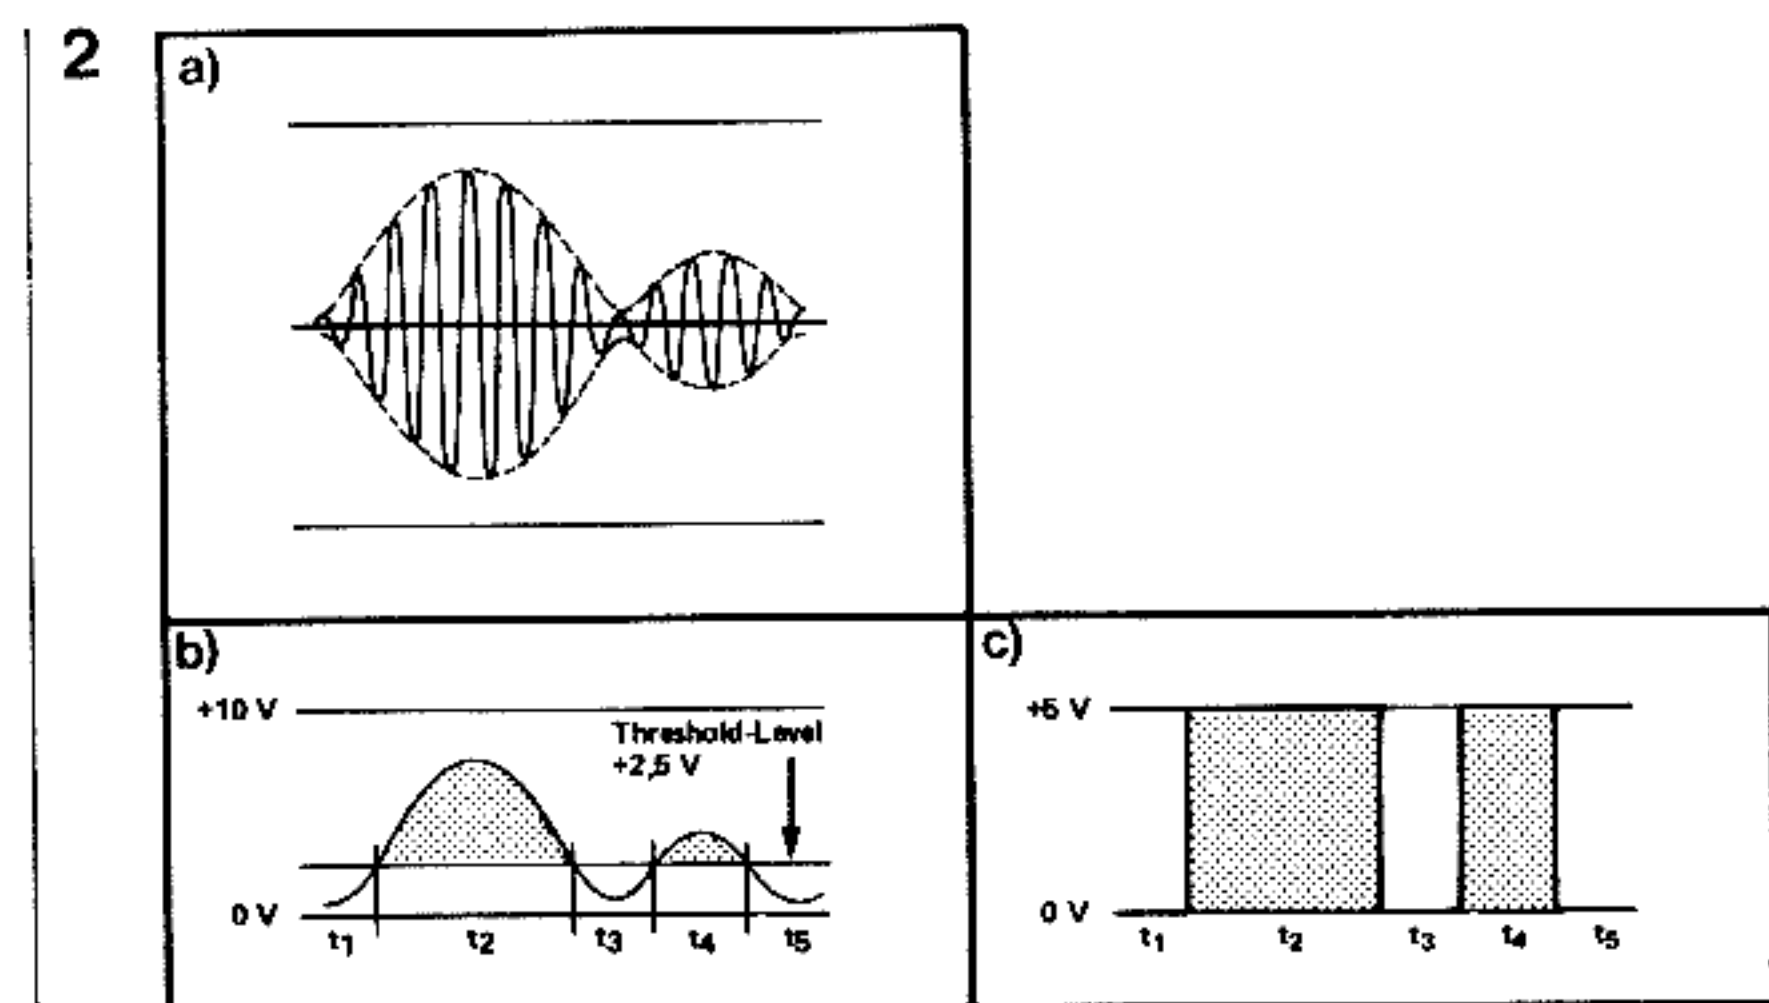 2
a)
b)
+10 V
Threshold-Level
+2,5 V
0 V
t1 t2 t3 t4 t5
c)
+5 V
0 V
t1 t2 t3 t4 t5